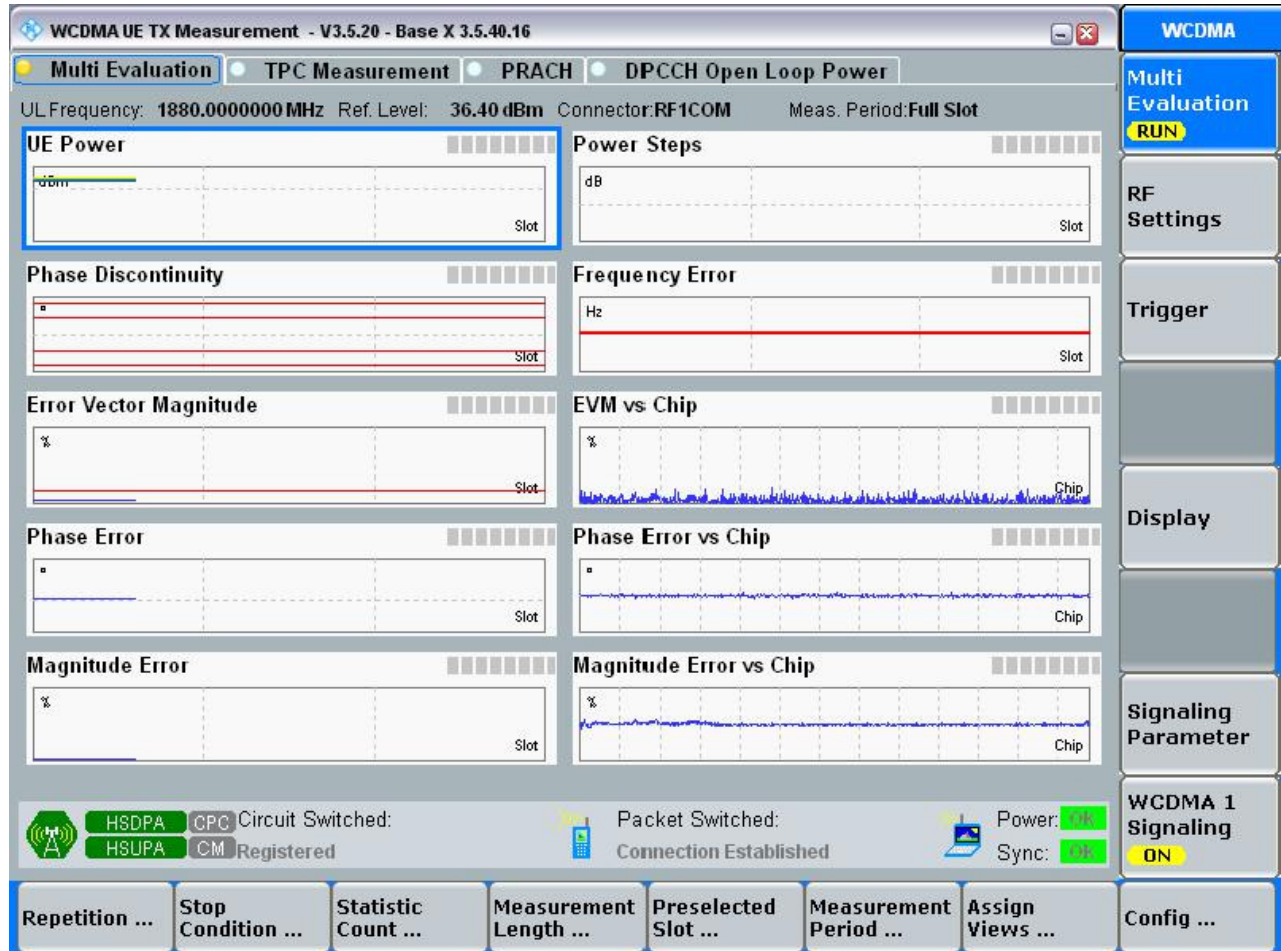 WCDMA UE TX Measurement - V3.5.20 - Base X 3.5.40.16
WCDMA
Multi Evaluation TPC Measurement PRACH DPCCH Open Loop Power
UL Frequency: 1880.0000000 MHz Ref. Level: 36.40 dBm Connector:RF1COM Meas. Period:Full Slot
Multi
Evaluation
RUN
UE Power
dBm
Slot
Power Steps
dB
Slot
RF
Settings
Phase Discontinuity
°
Slot
Frequency Error
Hz
Slot
Trigger
Error Vector Magnitude
%
Slot
EVM vs Chip
%
Chip
Display
Phase Error
°
Slot
Phase Error vs Chip
°
Chip
Magnitude Error
%
Slot
Magnitude Error vs Chip
%
Chip
Signaling
Parameter
HSDPA CPC Circuit Switched:
HSUPA CM Registered
Packet Switched:
Connection Established
Power: OK
Sync: OK
WCDMA 1
Signaling
ON
Repetition ...
Stop
Condition ...
Statistic
Count ...
Measurement
Length ...
Preselected
Slot ...
Measurement
Period ...
Assign
Views ...
Config ...